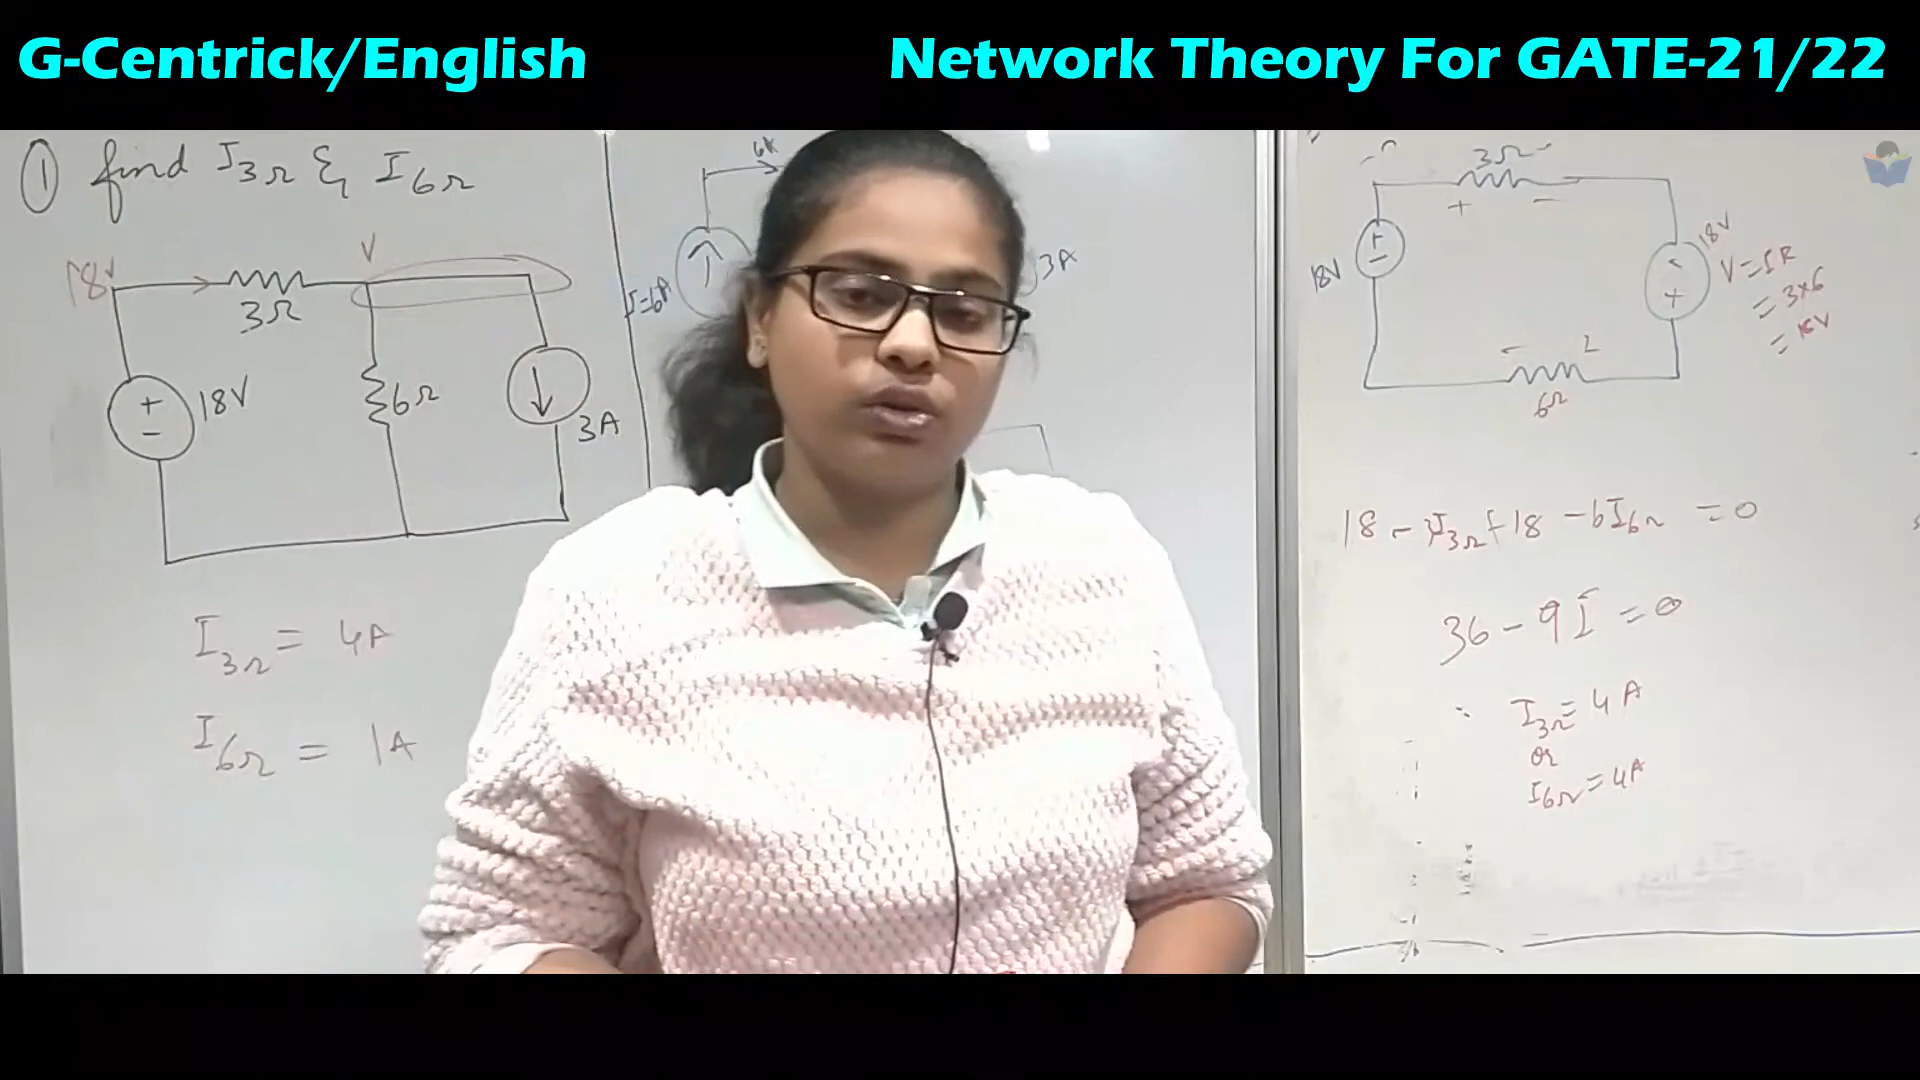 G-Centrick/English
Network Theory For GATE-21/22
① find I3Ω & I6Ω
18V
V
3Ω
+
-
18V
6Ω
3A
I3Ω = 4A
I6Ω = 1A
I=6A
3A
3Ω
+ -
+
-
18V
18V
-
+
V=IR
= 3×6
= 18V
6Ω
18 - 3I3Ω + 18 - 6I6Ω = 0
36 - 9I = 0
∴ I3Ω = 4A
or
I6Ω = 4A